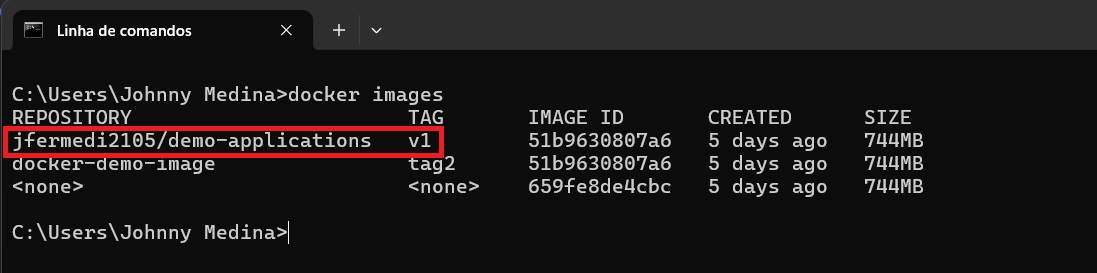 Linha de comandos
C:\Users\Johnny Medina>docker images
REPOSITORY TAG IMAGE ID CREATED SIZE
jfermedi2105/demo-applications v1 51b9630807a6 5 days ago 744MB
docker-demo-image tag2 51b9630807a6 5 days ago 744MB
<none> <none> 659fe8de4cbc 5 days ago 744MB
C:\Users\Johnny Medina>